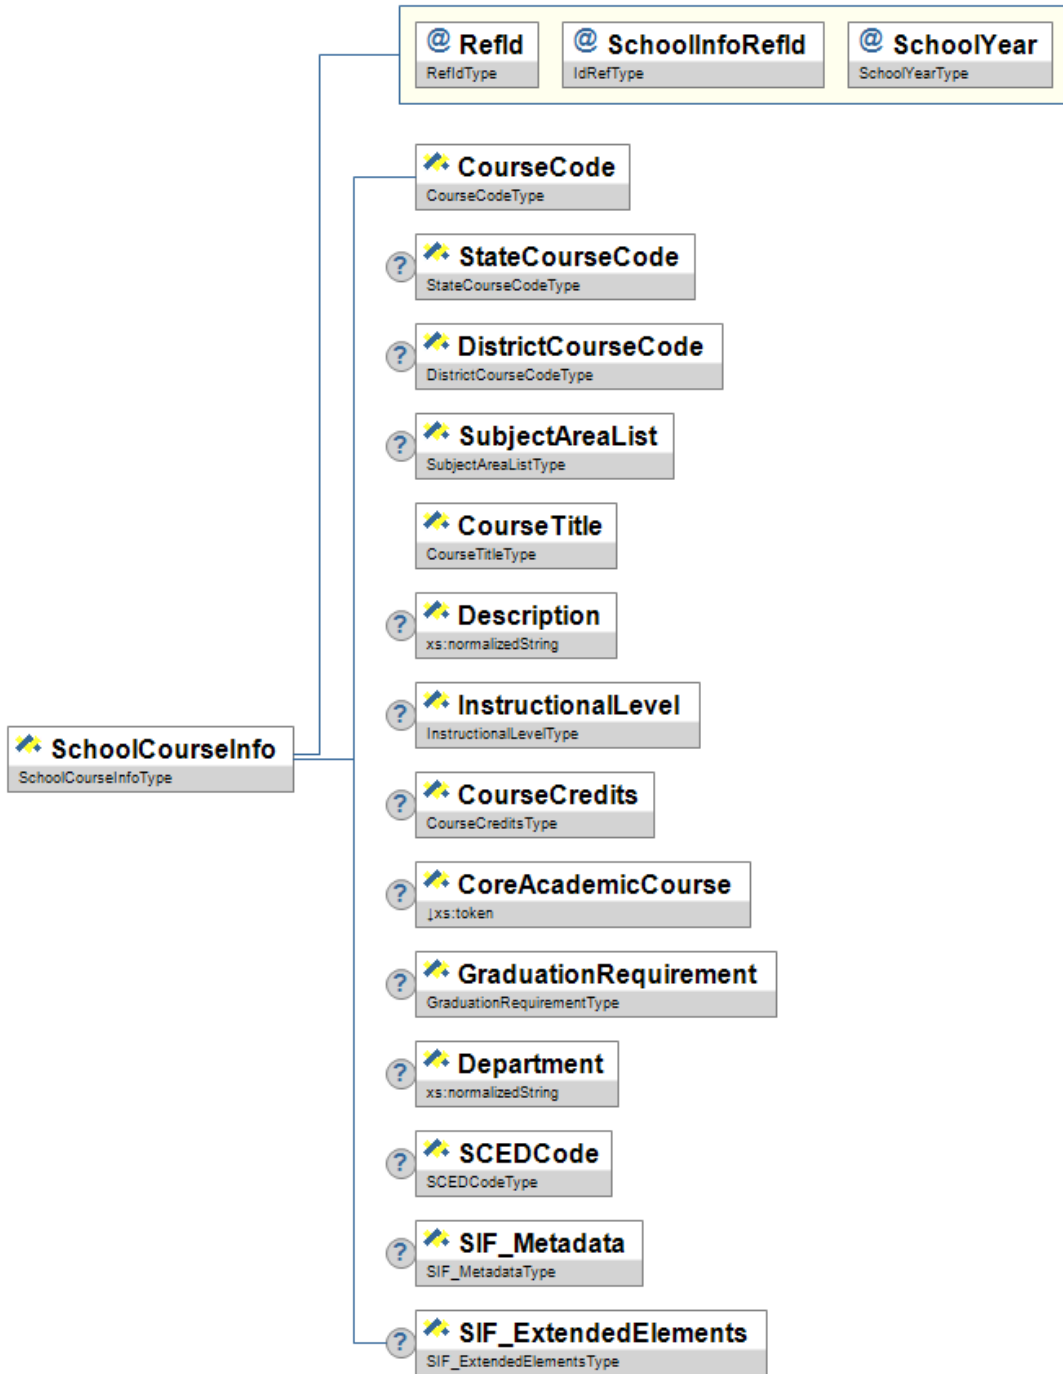 @ RefId
RefIdType
@ SchoolInfoRefId
IdRefType
@ SchoolYear
SchoolYearType
CourseCode
CourseCodeType
? StateCourseCode
StateCourseCodeType
? DistrictCourseCode
DistrictCourseCodeType
? SubjectAreaList
SubjectAreaListType
CourseTitle
CourseTitleType
? Description
xs:normalizedString
? InstructionalLevel
InstructionalLevelType
SchoolCourseInfo
SchoolCourseInfoType
? CourseCredits
CourseCreditsType
? CoreAcademicCourse
↓xs:token
? GraduationRequirement
GraduationRequirementType
? Department
xs:normalizedString
? SCEDCode
SCEDCodeType
? SIF_Metadata
SIF_MetadataType
? SIF_ExtendedElements
SIF_ExtendedElementsType